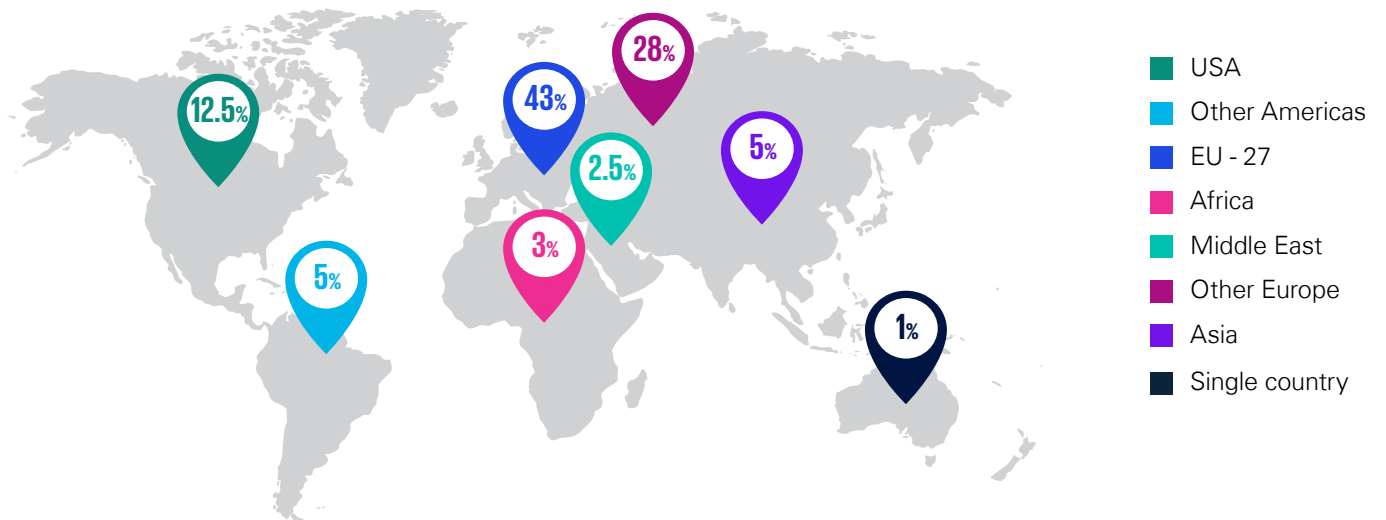 28%
43%
12.5%
5%
2.5%
3%
5%
1%
USA
Other Americas
EU - 27
Africa
Middle East
Other Europe
Asia
Single country